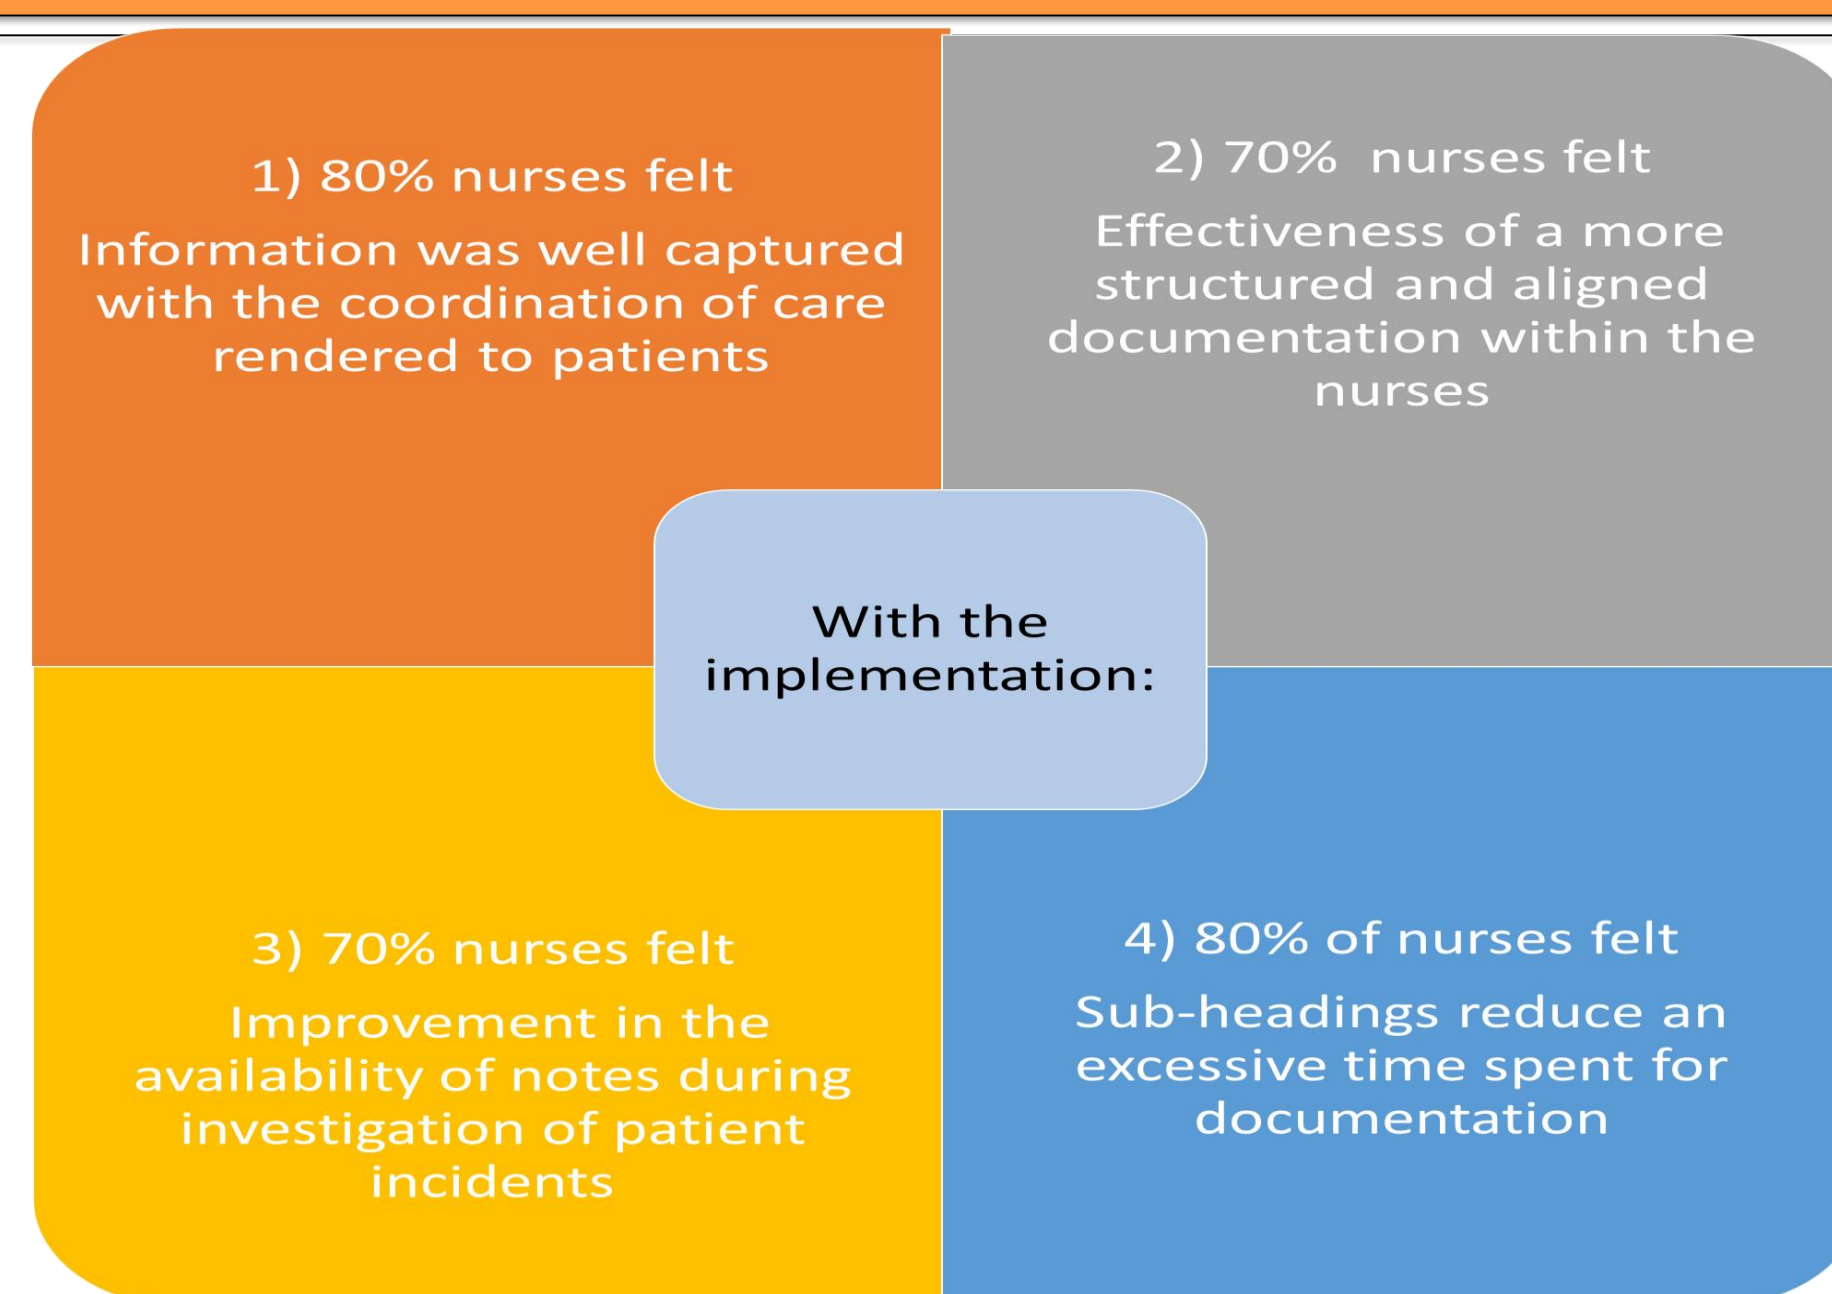 1) 80% nurses felt
Information was well captured
with the coordination of care
rendered to patients
2) 70% nurses felt
Effectiveness of a more
structured and aligned
documentation within the
nurses
With the
implementation:
3) 70% nurses felt
Improvement in the
availability of notes during
investigation of patient
incidents
4) 80% of nurses felt
Sub-headings reduce an
excessive time spent for
documentation